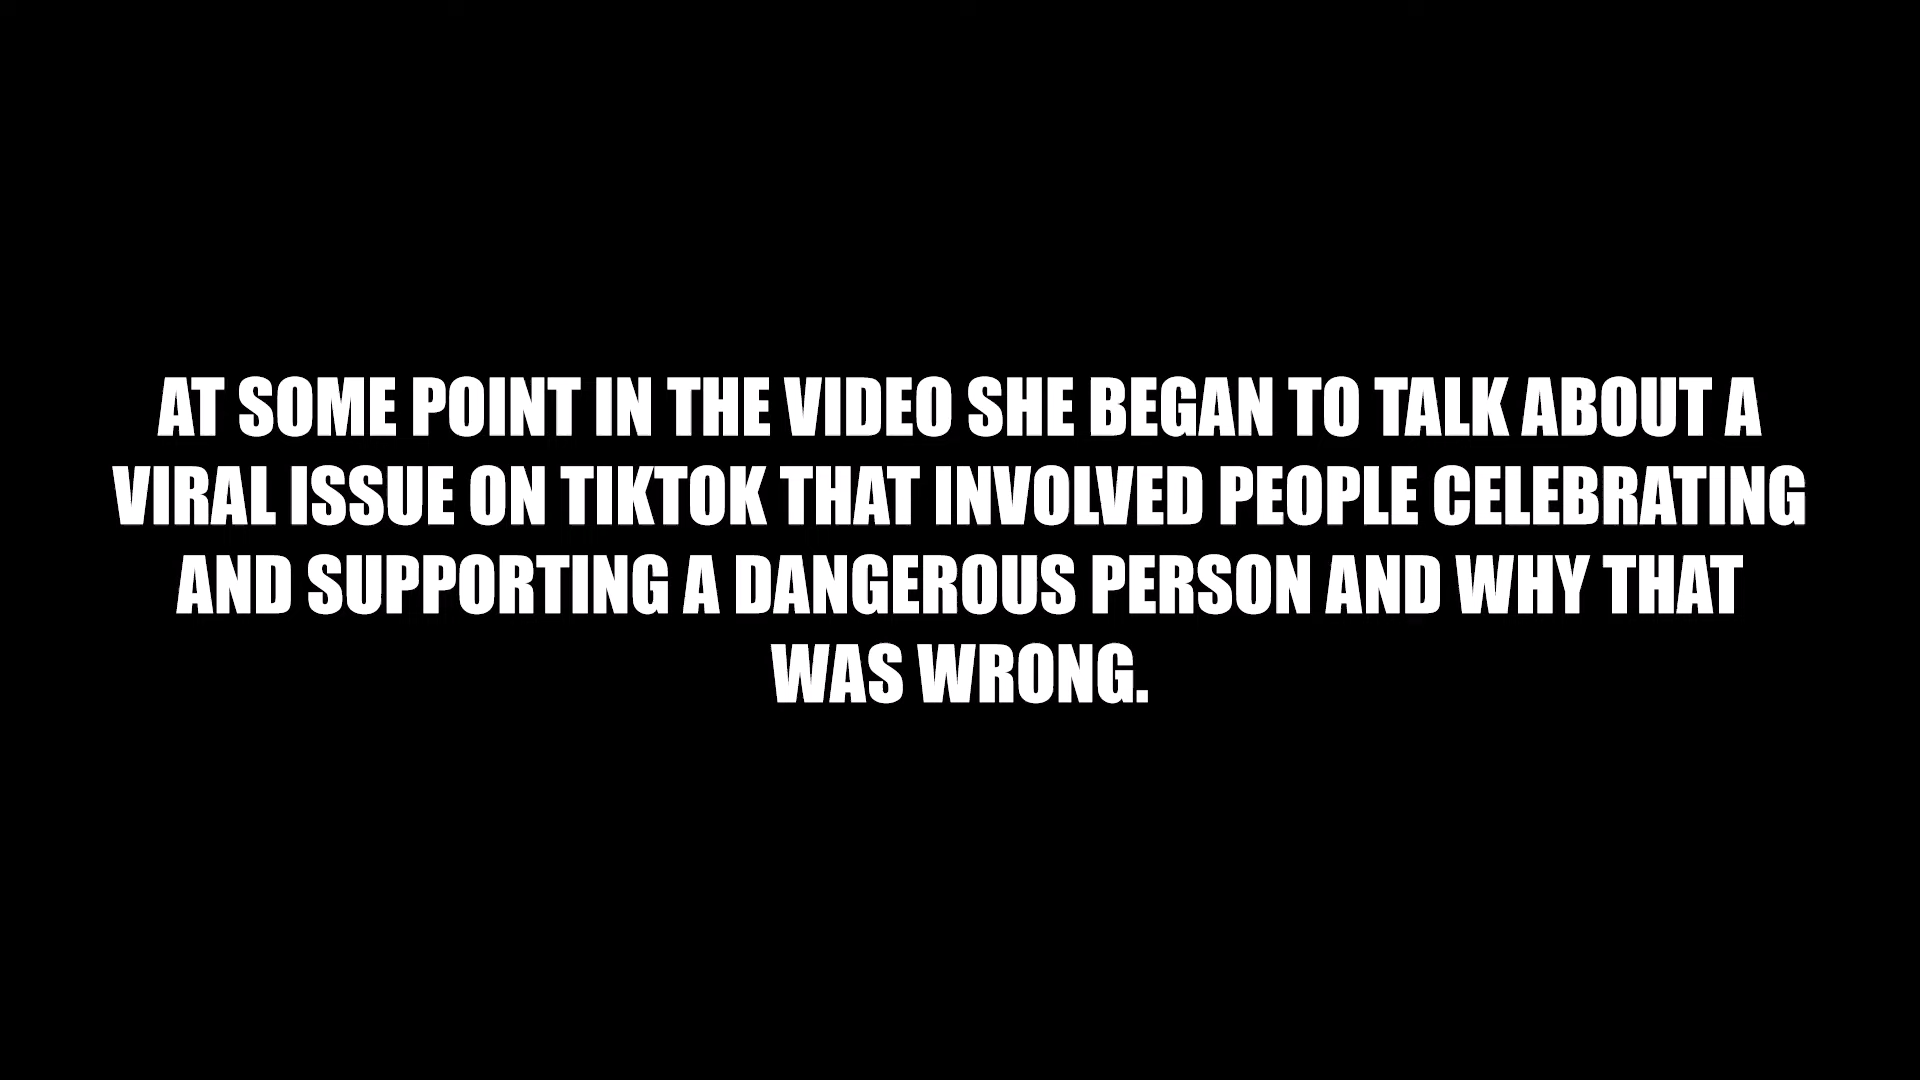 AT SOME POINT IN THE VIDEO SHE BEGAN TO TALK ABOUT A
VIRAL ISSUE ON TIKTOK THAT INVOLVED PEOPLE CELEBRATING
AND SUPPORTING A DANGEROUS PERSON AND WHY THAT
WAS WRONG.